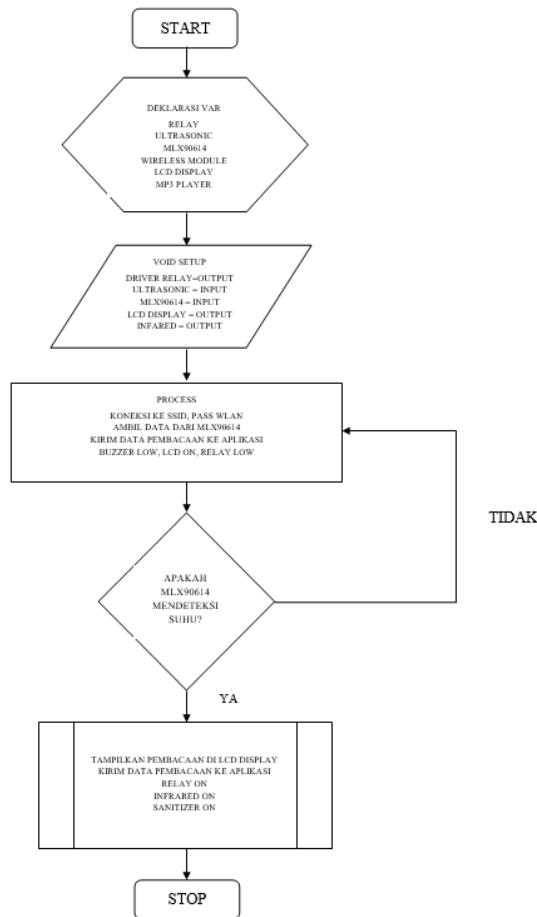 START
DEKLARASI VAR
RELAY
ULTRASONIC
MLX90614
WIRELESS MODULE
LCD DISPLAY
MP3 PLAYER
VOID SETUP
DRIVER RELAY=OUTPUT
ULTRASONIC = INPUT
MLX90614 = INPUT
LCD DISPLAY = OUTPUT
INFARED = OUTPUT
PROCESS
KONEKSI KE SSID, PASS WLAN
AMBIL DATA DARI MLX90614
KIRIM DATA PEMBACAAN KE APLIKASI
BUZZER LOW, LCD ON, RELAY LOW
TIDAK
APAKAH
MLX90614
MENDETEKSI
SUHU?
YA
TAMPILKAN PEMBACAAN DI LCD DISPLAY
KIRIM DATA PEMBACAAN KE APLIKASI
RELAY ON
INFRARED ON
SANITIZER ON
STOP